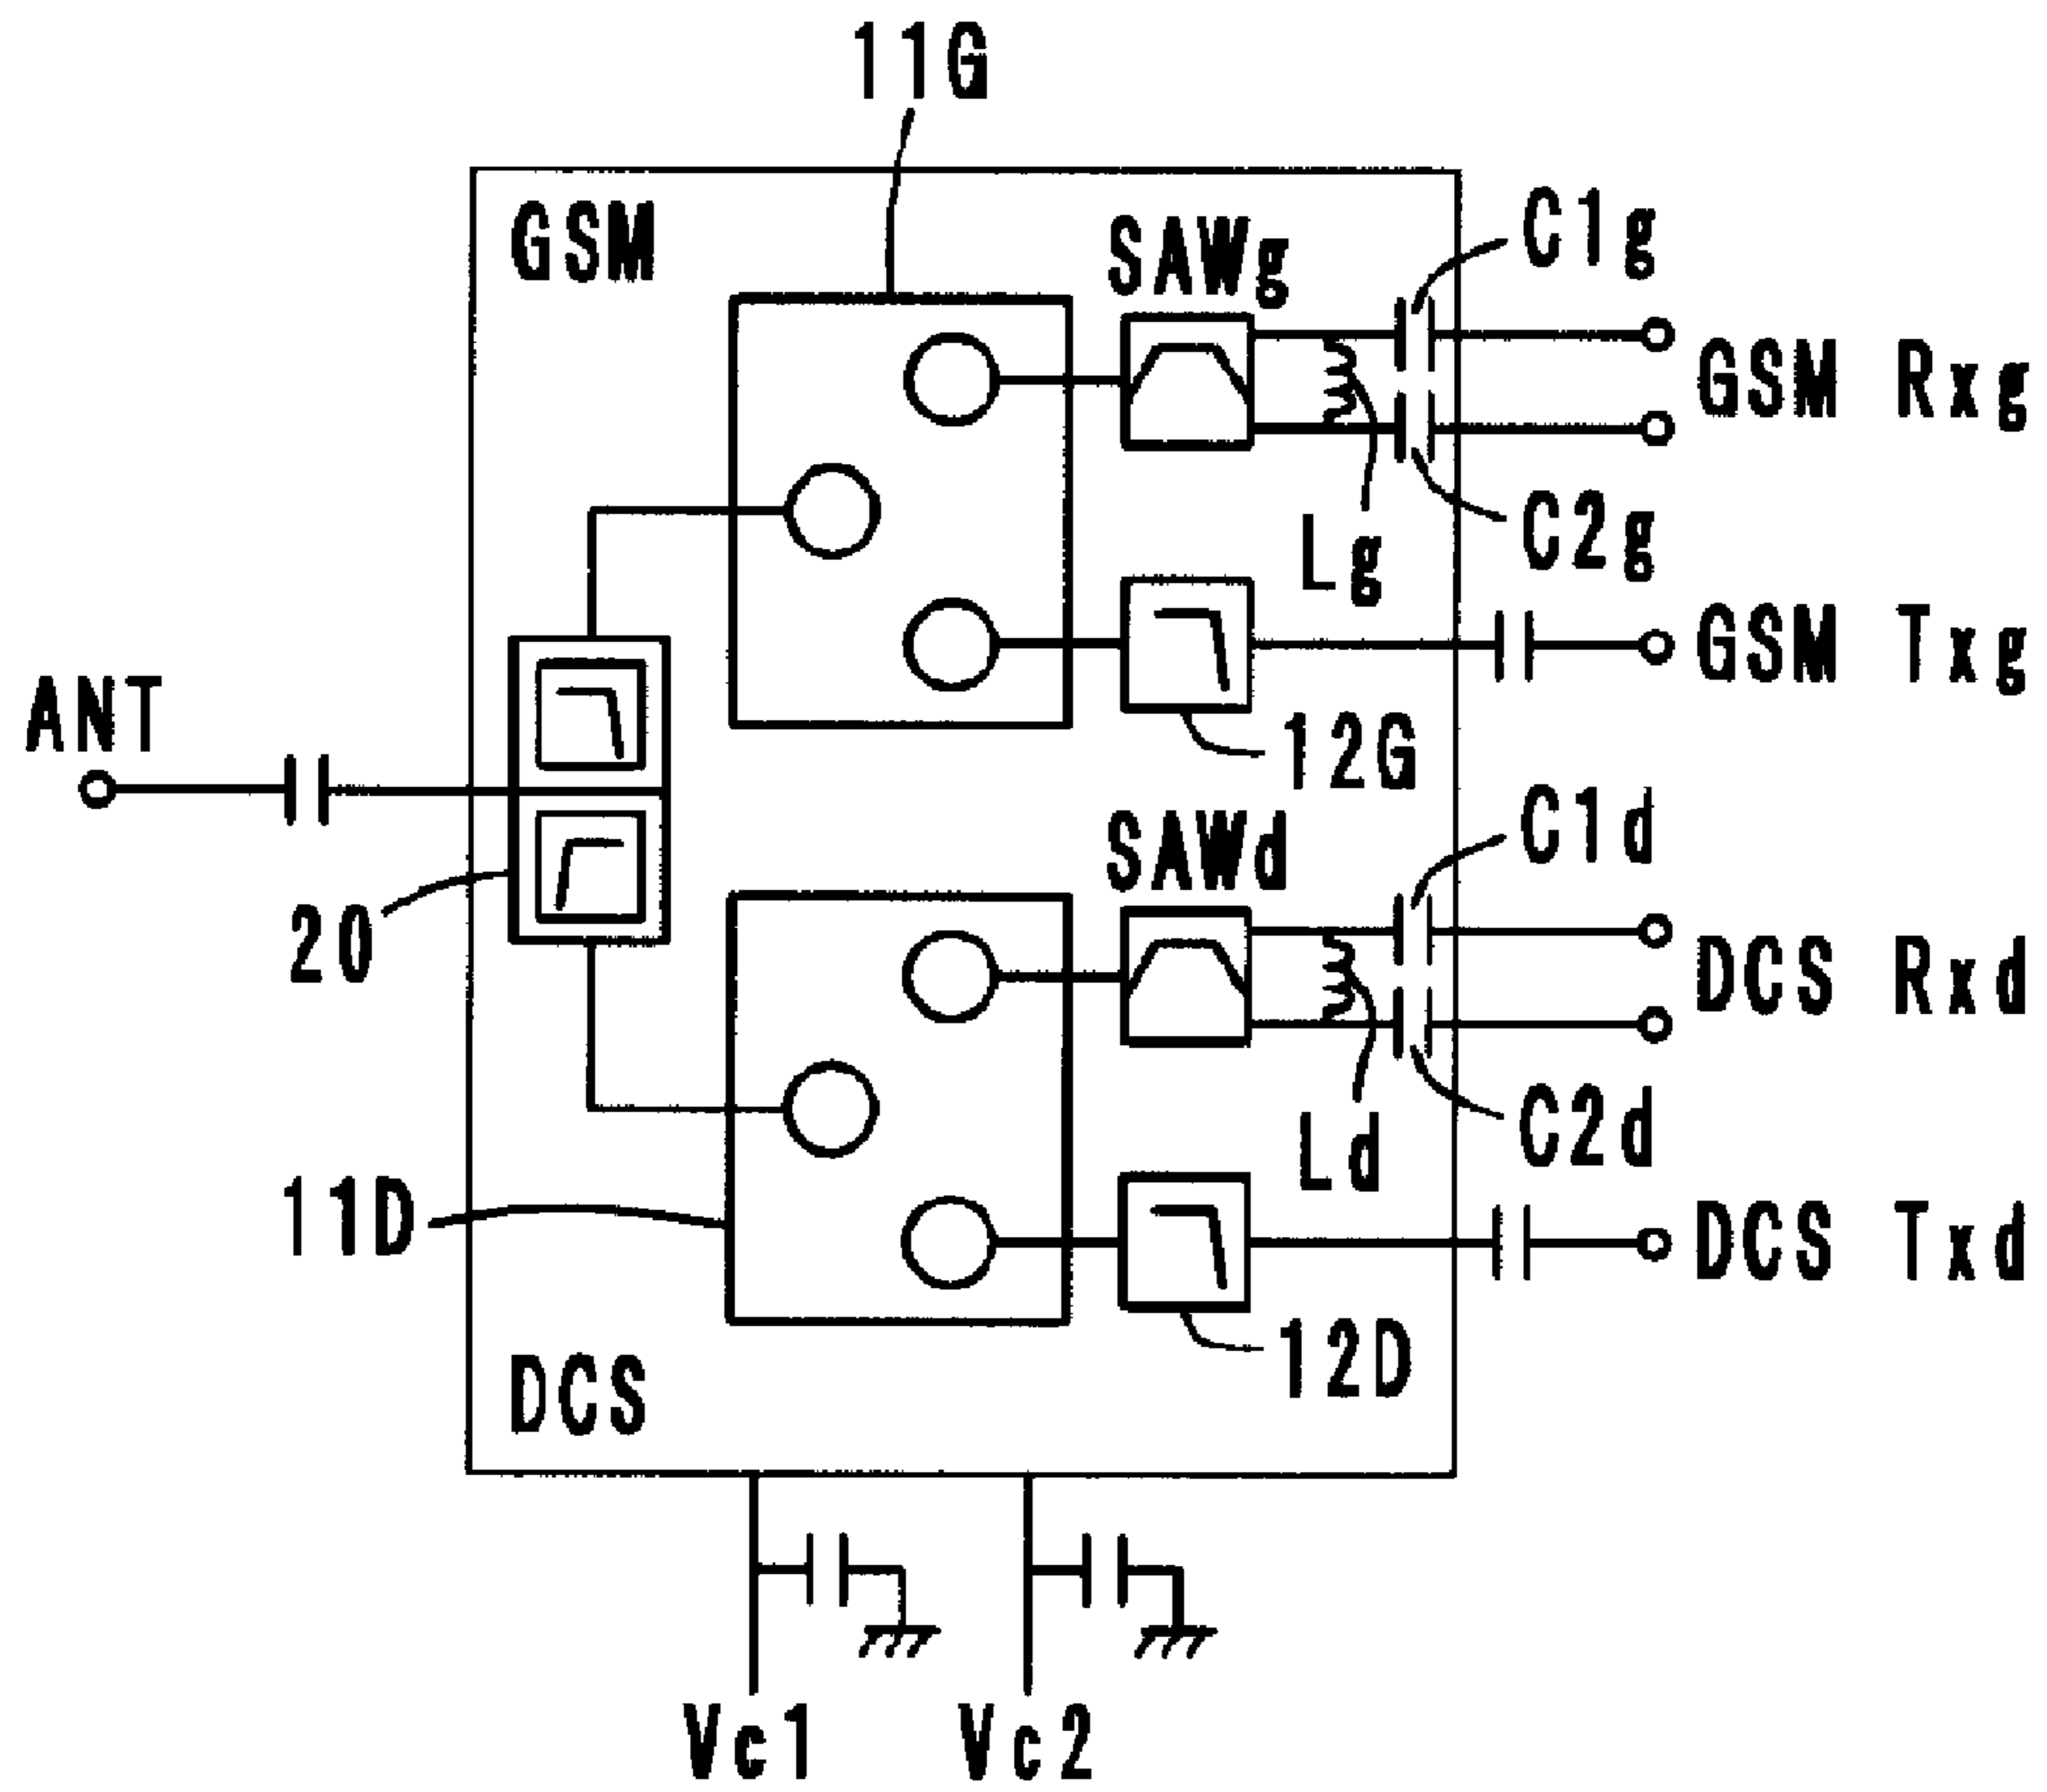 11G
GSM
SAWg
C1g
GSM Rxg
Lg
C2g
GSM Txg
ANT
12G
C1d
SAWd
20
DCS Rxd
Ld
C2d
11D
DCS Txd
12D
DCS
Vc1
Vc2